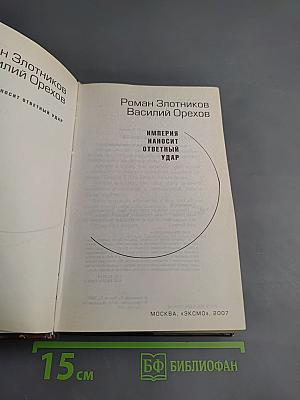 н Злотников
илий Орехов
НОСИТ ОТВЕТНЫЙ УДАР
Роман Злотников
Василий Орехов
ИМПЕРИЯ
НАНОСИТ
ОТВЕТНЫЙ
УДАР
МОСКВА, «ЭКСМО», 2007
15 см
БФ БИБЛИОФАН